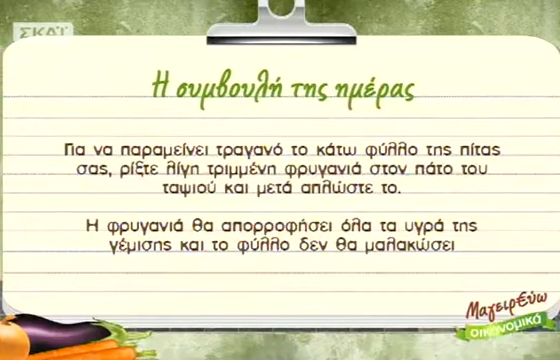 ΣΚΑΪ
Η συμβουλή της ημέρας
Για να παραμείνει τραγανό το κάτω φύλλο της πίτας
σας, ρίξτε λίγη τριμμένη φρυγανιά στον πάτο του
ταψιού και μετά απλώστε το.
Η φρυγανιά θα απορροφήσει όλα τα υγρά της
γέμισης και το φύλλο δεν θα μαλακώσει
ΜαγειρΕύω
οικονομικά